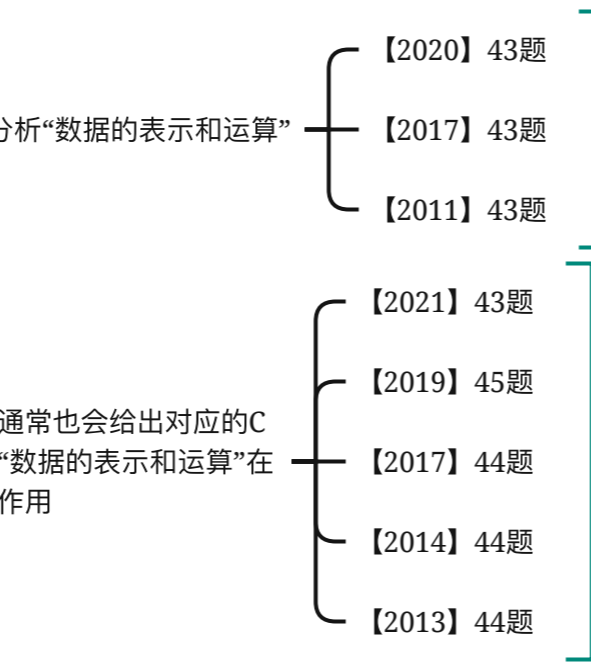 分析“数据的表示和运算”
【2020】43题
【2017】43题
【2011】43题
通常也会给出对应的C
“数据的表示和运算”在
作用
【2021】43题
【2019】45题
【2017】44题
【2014】44题
【2013】44题